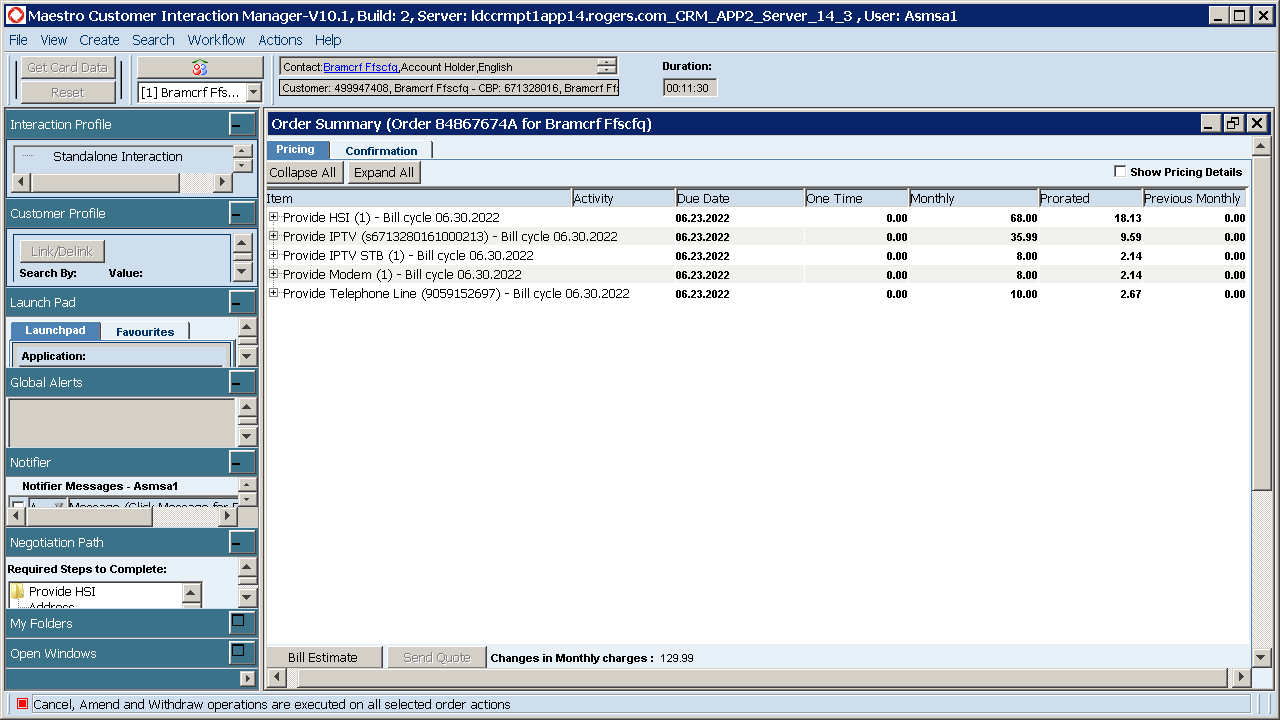 Maestro Customer Interaction Manager-V10.1, Build: 2, Server: ldccrmpt1app14.rogers.com_CRM_APP2_Server_14_3 , User: Asmsa1
File View Create Search Workflow Actions Help
Get Card Data
Reset
[1] Bramcrf Ffs...
Contact:Bramcrf Ffscfq,Account Holder,English
Customer: 499947408, Bramcrf Ffscfq - CBP: 671328016, Bramcrf Ff
Duration:
00:11:30
Interaction Profile
Standalone Interaction
Customer Profile
Link/Delink
Search By: Value:
Launch Pad
Launchpad Favourites
Application:
Global Alerts
Notifier
Notifier Messages - Asmsa1
Message (Click Message for
Negotiation Path
Required Steps to Complete:
Provide HSI
Address
My Folders
Open Windows
Order Summary (Order 84867674A for Bramcrf Ffscfq)
Pricing Confirmation
Collapse All Expand All Show Pricing Details
Item Activity Due Date One Time Monthly Prorated Previous Monthly
Provide HSI (1) - Bill cycle 06.30.2022 06.23.2022 0.00 68.00 18.13 0.00
Provide IPTV (s6713280161000213) - Bill cycle 06.30.2022 06.23.2022 0.00 35.99 9.59 0.00
Provide IPTV STB (1) - Bill cycle 06.30.2022 06.23.2022 0.00 8.00 2.14 0.00
Provide Modem (1) - Bill cycle 06.30.2022 06.23.2022 0.00 8.00 2.14 0.00
Provide Telephone Line (9059152697) - Bill cycle 06.30.2022 06.23.2022 0.00 10.00 2.67 0.00
Bill Estimate Send Quote Changes in Monthly charges : 129.99
Cancel, Amend and Withdraw operations are executed on all selected order actions